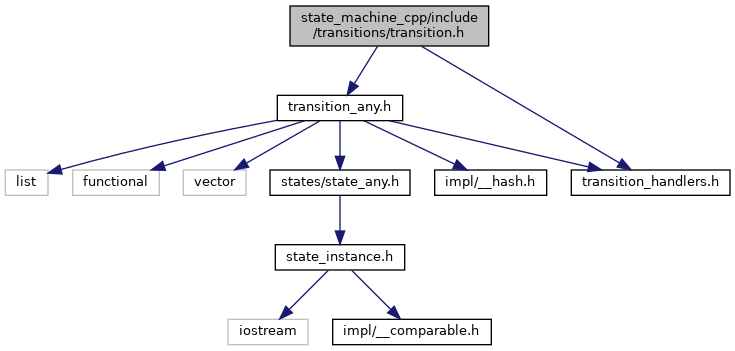 state_machine_cpp/include
/transitions/transition.h
transition_any.h
list
functional
vector
states/state_any.h
impl/__hash.h
transition_handlers.h
state_instance.h
iostream
impl/__comparable.h